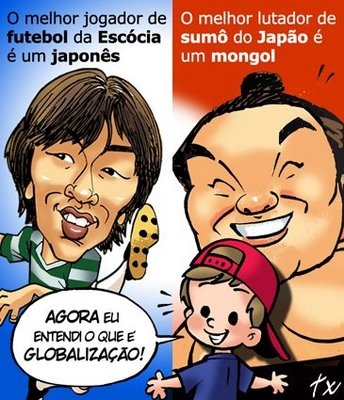 O melhor jogador de
futebol da Escócia
é um japonês
O melhor lutador de
sumô do Japão é
um mongol
AGORA EU
ENTENDI O QUE E
GLOBALIZAÇÃO!
tx